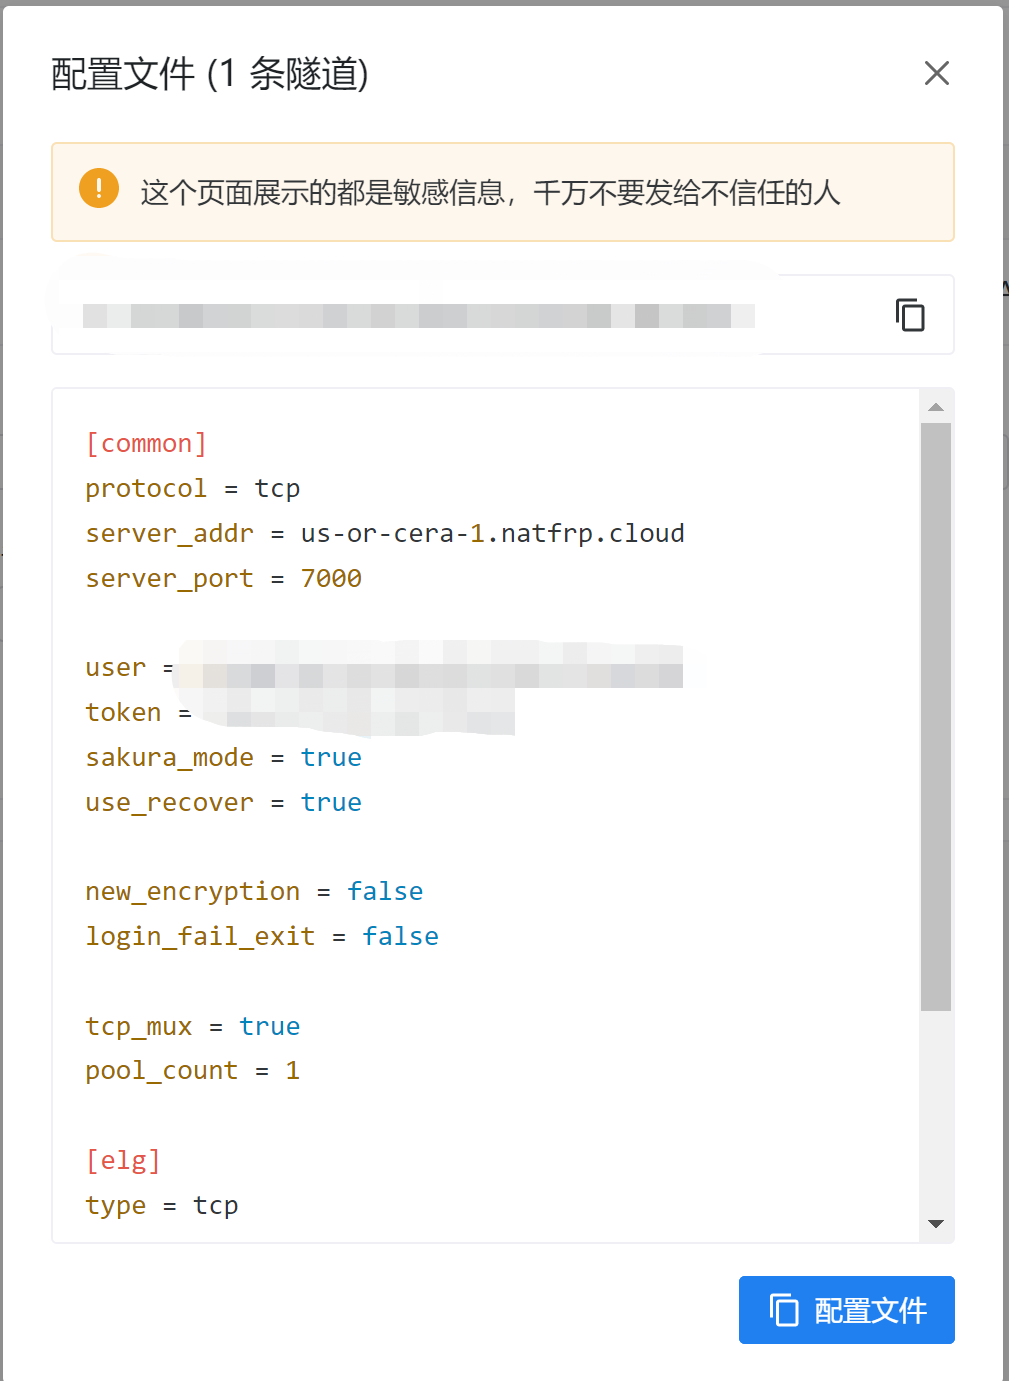 配置文件 (1 条隧道)
这个页面展示的都是敏感信息，千万不要发给不信任的人
[common]
protocol = tcp
server_addr = us-or-cera-1.natfrp.cloud
server_port = 7000
user =
token =
sakura_mode = true
use_recover = true
new_encryption = false
login_fail_exit = false
tcp_mux = true
pool_count = 1
[elg]
type = tcp
配置文件